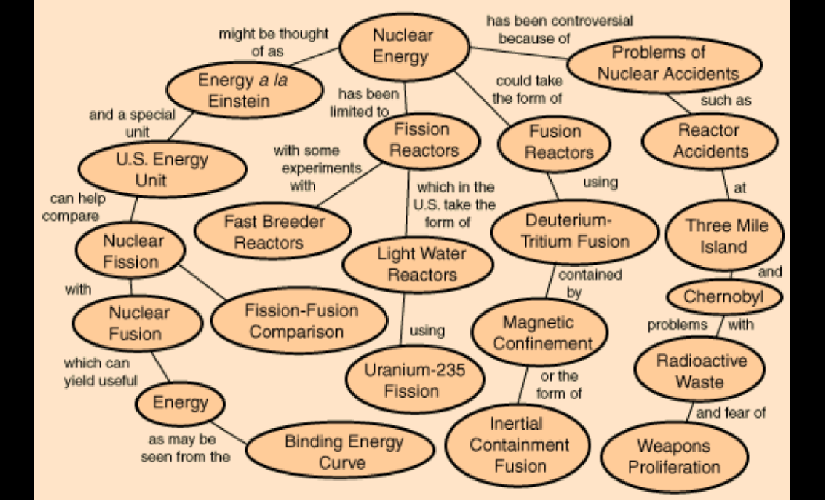 Nuclear
Energy
might be thought
of as
has been controversial
because of
Energy a la
Einstein
has been
limited to
could take
the form of
Problems of
Nuclear Accidents
and a special
unit
such as
U.S. Energy
Unit
with some
experiments
with
Fission
Reactors
Fusion
Reactors
Reactor
Accidents
can help
compare
which in the
U.S. take the
form of
using
at
Nuclear
Fission
Fast Breeder
Reactors
Light Water
Reactors
Deuterium-
Tritium Fusion
Three Mile
Island
with
contained
by
and
Nuclear
Fusion
Fission-Fusion
Comparison
using
Magnetic
Confinement
Chernobyl
problems with
which can
yield useful
Uranium-235
Fission
or the
form of
Radioactive
Waste
Energy
and fear of
as may be
seen from the
Binding Energy
Curve
Inertial
Containment
Fusion
Weapons
Proliferation